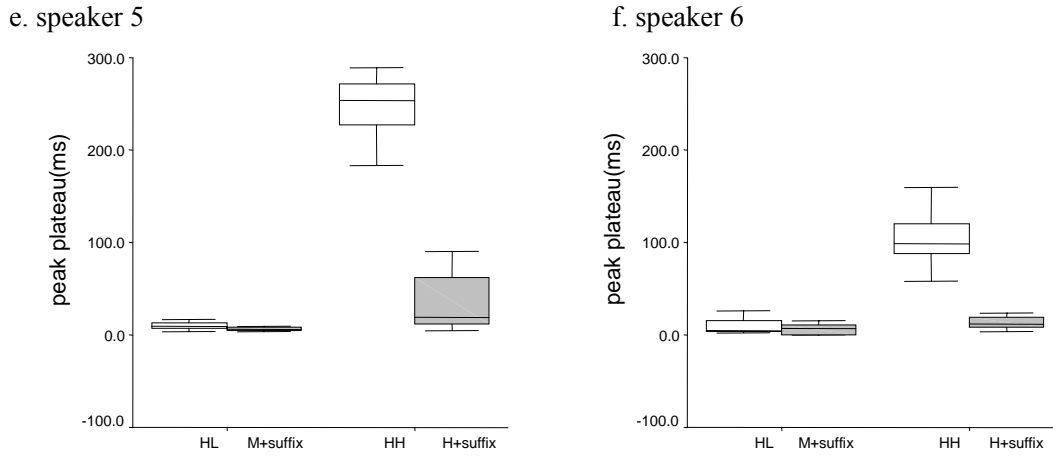 e. speaker 5
peak plateau(ms)
300.0
200.0
100.0
0.0
-100.0
HL M+suffix HH H+suffix
f. speaker 6
peak plateau(ms)
300.0
200.0
100.0
0.0
-100.0
HL M+suffix HH H+suffix